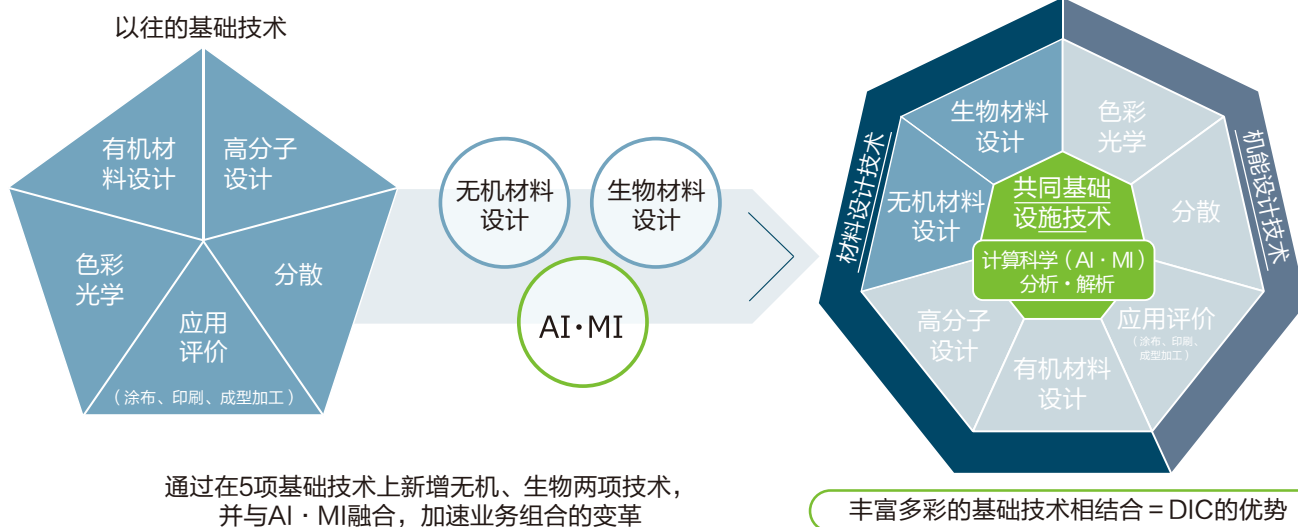 以往的基础技术
有机材
料设计
高分子
设计
色彩
光学
分散
应用
评价
（涂布、印刷、成型加工）
无机材料
设计
生物材料
设计
AI·MI
通过在5项基础技术上新增无机、生物两项技术，
并与AI・MI融合，加速业务组合的变革
材料设计技术
机能设计技术
生物材料
设计
色彩
光学
无机材料
设计
共同基础
设施技术
分散
计算科学（AI・MI）
分析・解析
高分子
设计
应用评价
（涂布、印刷、
成型加工）
有机材料
设计
丰富多彩的基础技术相结合＝DIC的优势